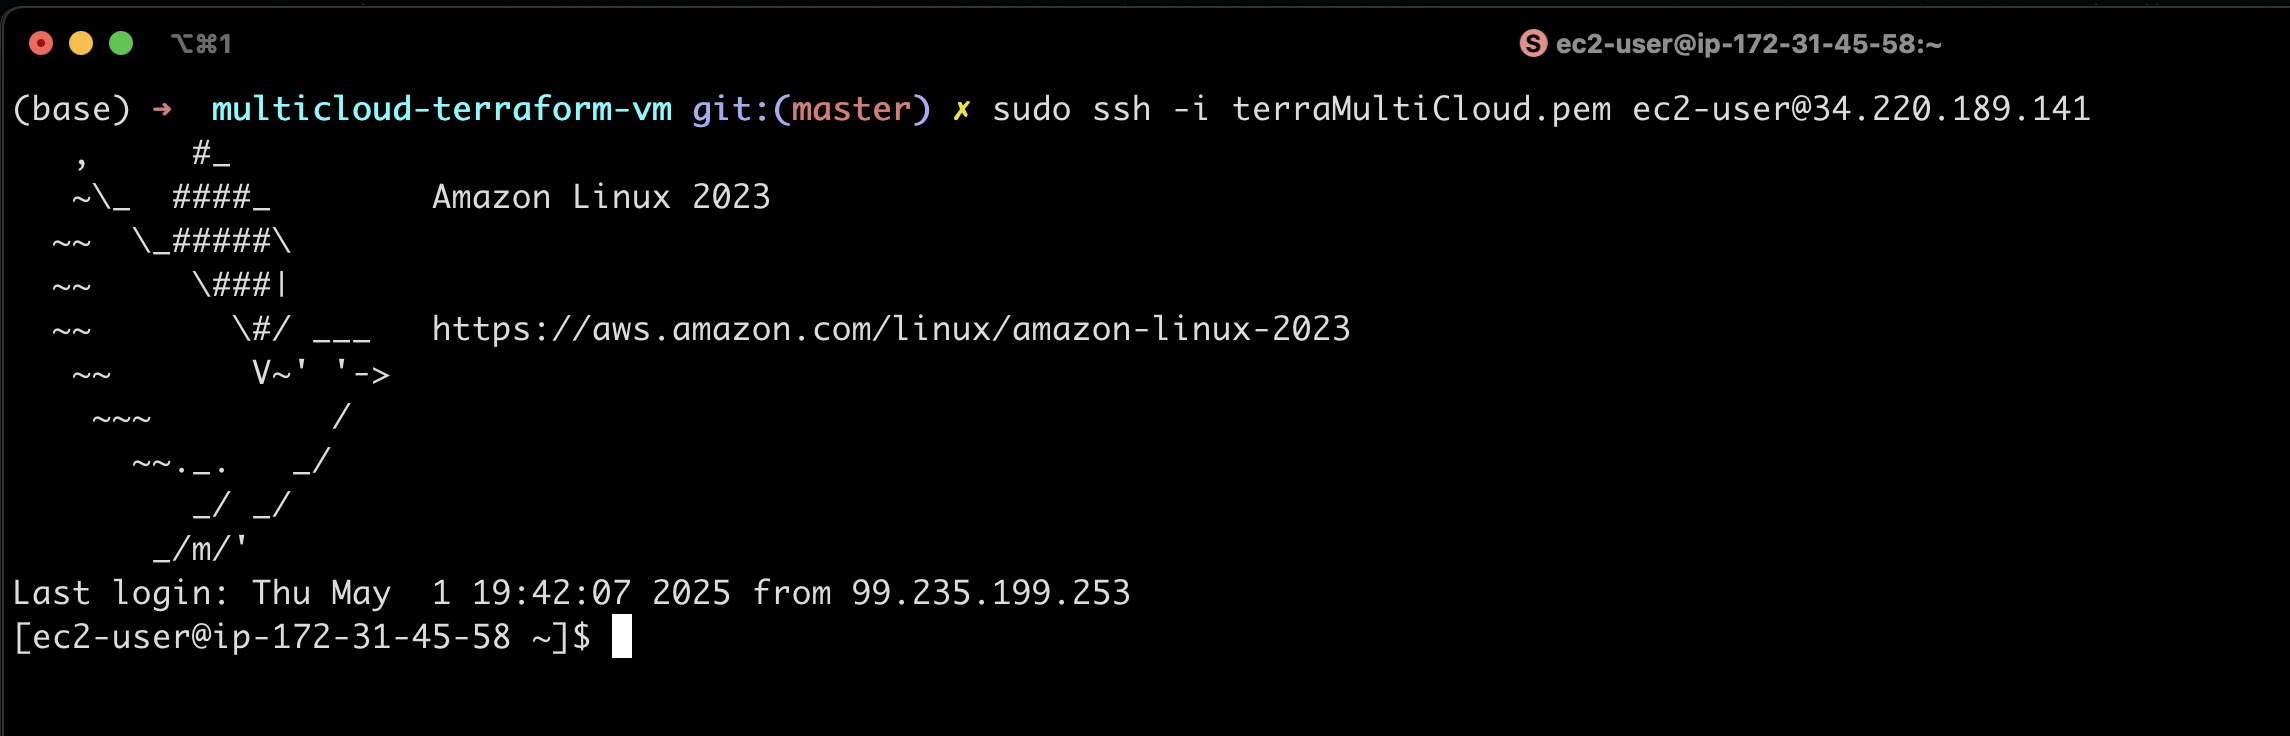 ⌥⌘1
S ec2-user@ip-172-31-45-58:~
(base) ➜  multicloud-terraform-vm git:(master) ✗ sudo ssh -i terraMultiCloud.pem ec2-user@34.220.189.141
   ,     #_
   ~\_  ####_        Amazon Linux 2023
  ~~  \_#####\
  ~~     \###|
  ~~       \#/ ___   https://aws.amazon.com/linux/amazon-linux-2023
   ~~       V~' '->
    ~~~         /
      ~~._.   _/
         _/ _/
       _/m/'
Last login: Thu May  1 19:42:07 2025 from 99.235.199.253
[ec2-user@ip-172-31-45-58 ~]$